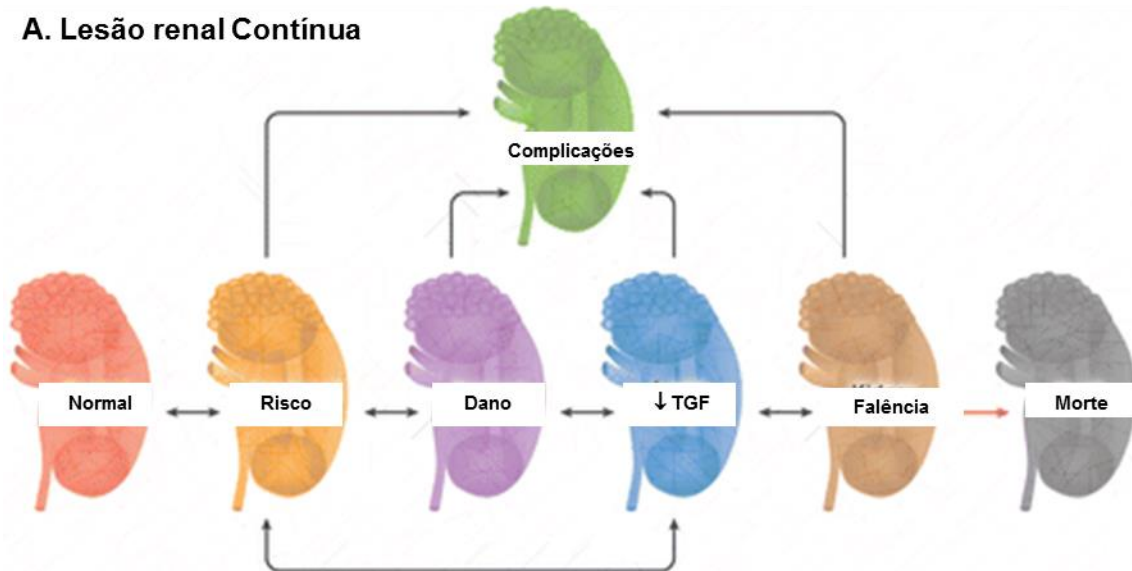 A. Lesão renal Contínua
Complicações
Normal
Risco
Dano
↓ TGF
Falência
Morte